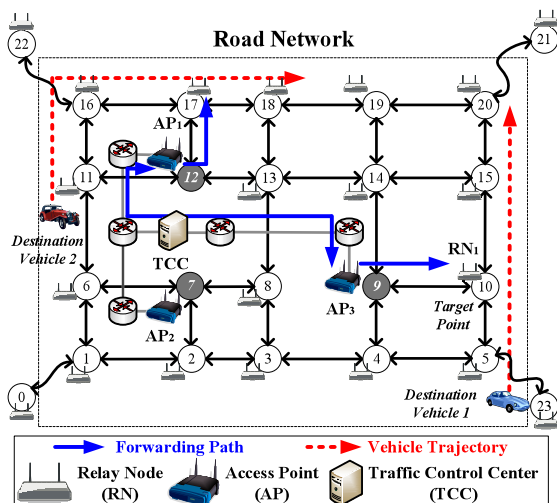 Road Network
22
21
16
17
18
19
20
AP1
11
12
13
14
15
Destination
Vehicle 2
TCC
RN1
6
7
8
9
10
AP2
AP3
Target
Point
1
2
3
4
5
0
Destination
Vehicle 1
23
Forwarding Path
Vehicle Trajectory
Relay Node
(RN)
Access Point
(AP)
Traffic Control Center
(TCC)